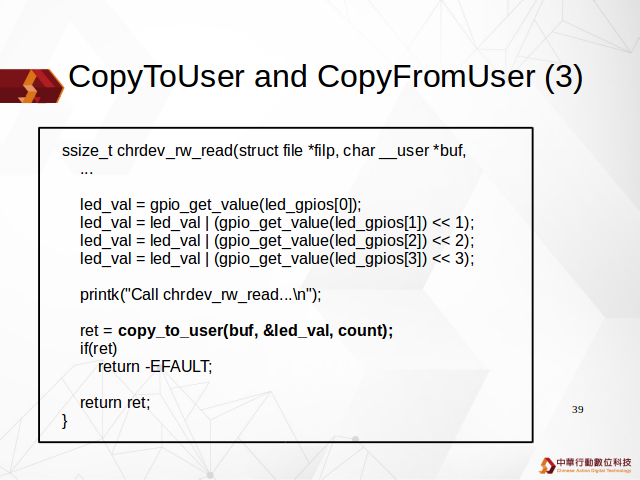 CopyToUser and CopyFromUser (3)
ssize_t chrdev_rw_read(struct file *filp, char __user *buf,
...
led_val = gpio_get_value(led_gpios[0]);
led_val = led_val | (gpio_get_value(led_gpios[1]) << 1);
led_val = led_val | (gpio_get_value(led_gpios[2]) << 2);
led_val = led_val | (gpio_get_value(led_gpios[3]) << 3);
printk("Call chrdev_rw_read...\n");
ret = copy_to_user(buf, &led_val, count);
if(ret)
return -EFAULT;
return ret;
}
39
中華行動數位科技
Chinese Action Digital Technology